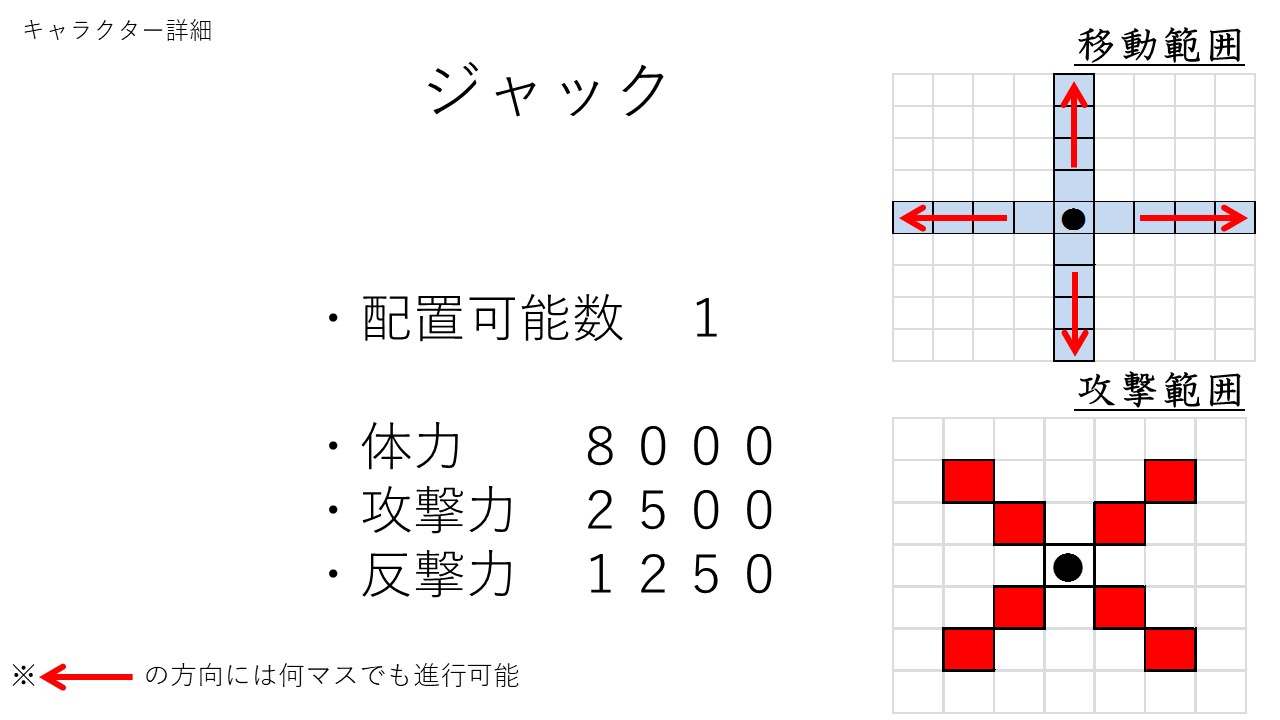 キャラクター詳細
ジャック
・配置可能数　1
・体力　８０００
・攻撃力　２５００
・反撃力　１２５０
※ の方向には何マスでも進行可能
移動範囲
攻撃範囲